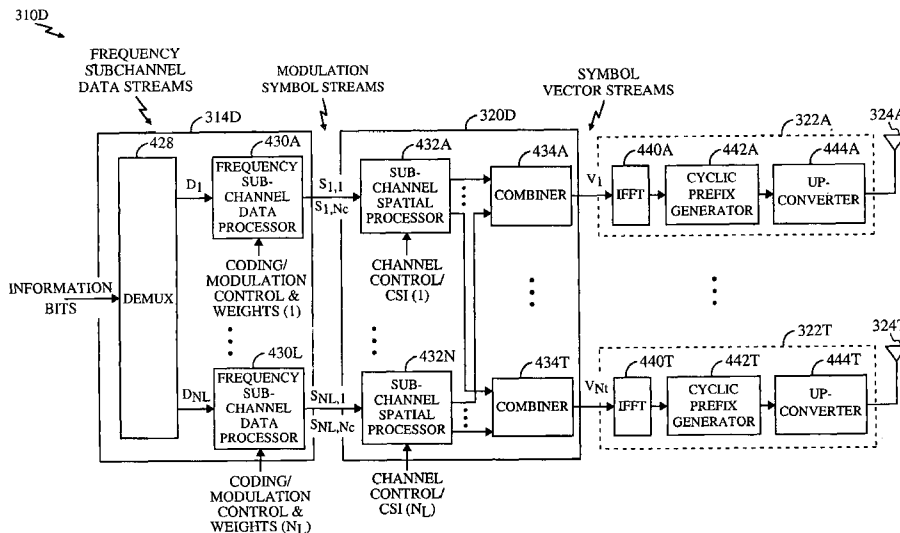 310D
FREQUENCY
SUBCHANNEL
DATA STREAMS
MODULATION
SYMBOL STREAMS
SYMBOL
VECTOR STREAMS
314D
320D
322A
324A
428
430A
432A
434A
440A
442A
444A
D1
FREQUENCY
SUB-
CHANNEL
DATA
PROCESSOR
S1,1
S1,Nc
SUB-
CHANNEL
SPATIAL
PROCESSOR
COMBINER
V1
IFFT
CYCLIC
PREFIX
GENERATOR
UP-
CONVERTER
CODING/
MODULATION
CONTROL &
WEIGHTS (1)
CHANNEL
CONTROL/
CSI (1)
INFORMATION
BITS
DEMUX
430L
432N
434T
322T
324T
440T
442T
444T
DNL
FREQUENCY
SUB-
CHANNEL
DATA
PROCESSOR
SNL,1
SNL,Nc
SUB-
CHANNEL
SPATIAL
PROCESSOR
COMBINER
VNt
IFFT
CYCLIC
PREFIX
GENERATOR
UP-
CONVERTER
CODING/
MODULATION
CONTROL &
WEIGHTS (NL)
CHANNEL
CONTROL/
CSI (NL)